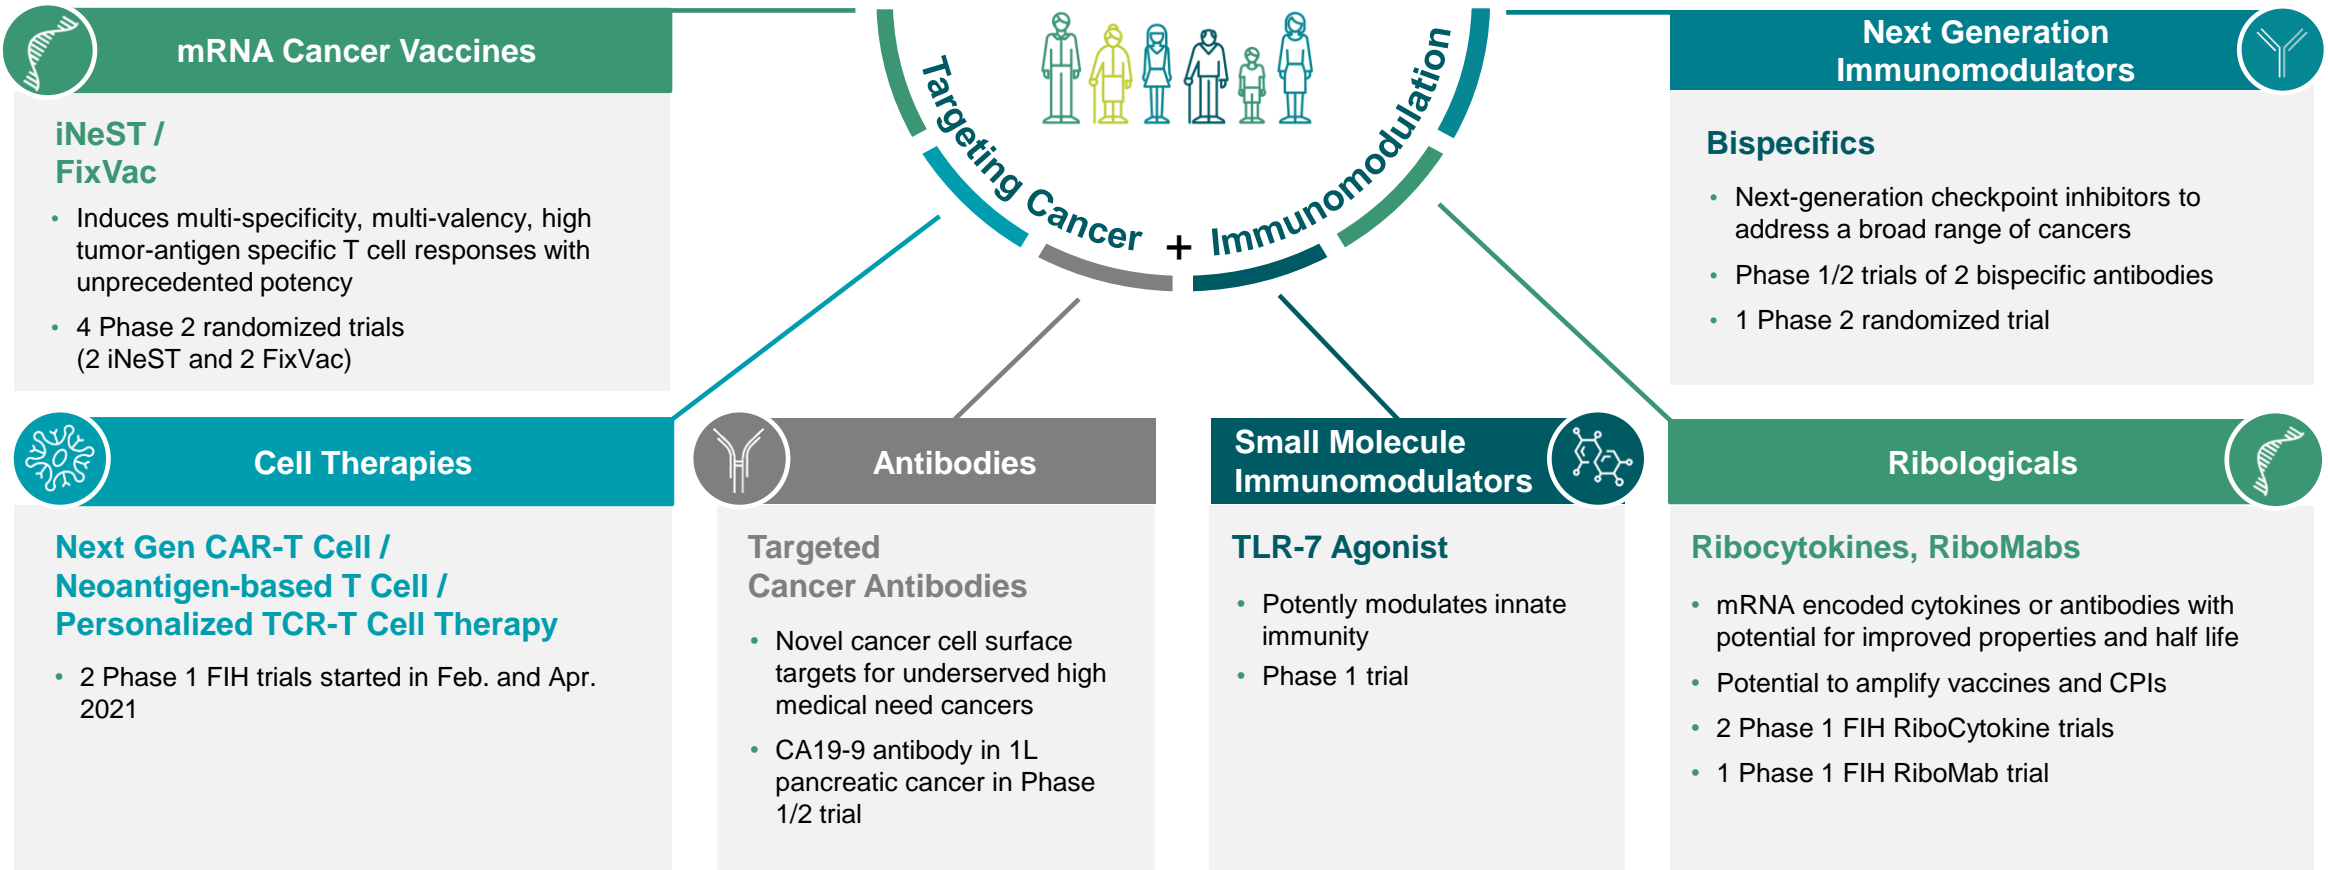 mRNA Cancer Vaccines
iNeST /
FixVac
• Induces multi-specificity, multi-valency, high
tumor-antigen specific T cell responses with
unprecedented potency
• 4 Phase 2 randomized trials
(2 iNeST and 2 FixVac)
Targeting Cancer + Immunomodulation
Next Generation
Immunomodulators
Bispecifics
• Next-generation checkpoint inhibitors to
address a broad range of cancers
• Phase 1/2 trials of 2 bispecific antibodies
• 1 Phase 2 randomized trial
Cell Therapies
Next Gen CAR-T Cell /
Neoantigen-based T Cell /
Personalized TCR-T Cell Therapy
• 2 Phase 1 FIH trials started in Feb. and Apr.
2021
Antibodies
Targeted
Cancer Antibodies
• Novel cancer cell surface
targets for underserved high
medical need cancers
• CA19-9 antibody in 1L
pancreatic cancer in Phase
1/2 trial
Small Molecule
Immunomodulators
TLR-7 Agonist
• Potently modulates innate
immunity
• Phase 1 trial
Ribologicals
Ribocytokines, RiboMabs
• mRNA encoded cytokines or antibodies with
potential for improved properties and half life
• Potential to amplify vaccines and CPIs
• 2 Phase 1 FIH RiboCytokine trials
• 1 Phase 1 FIH RiboMab trial